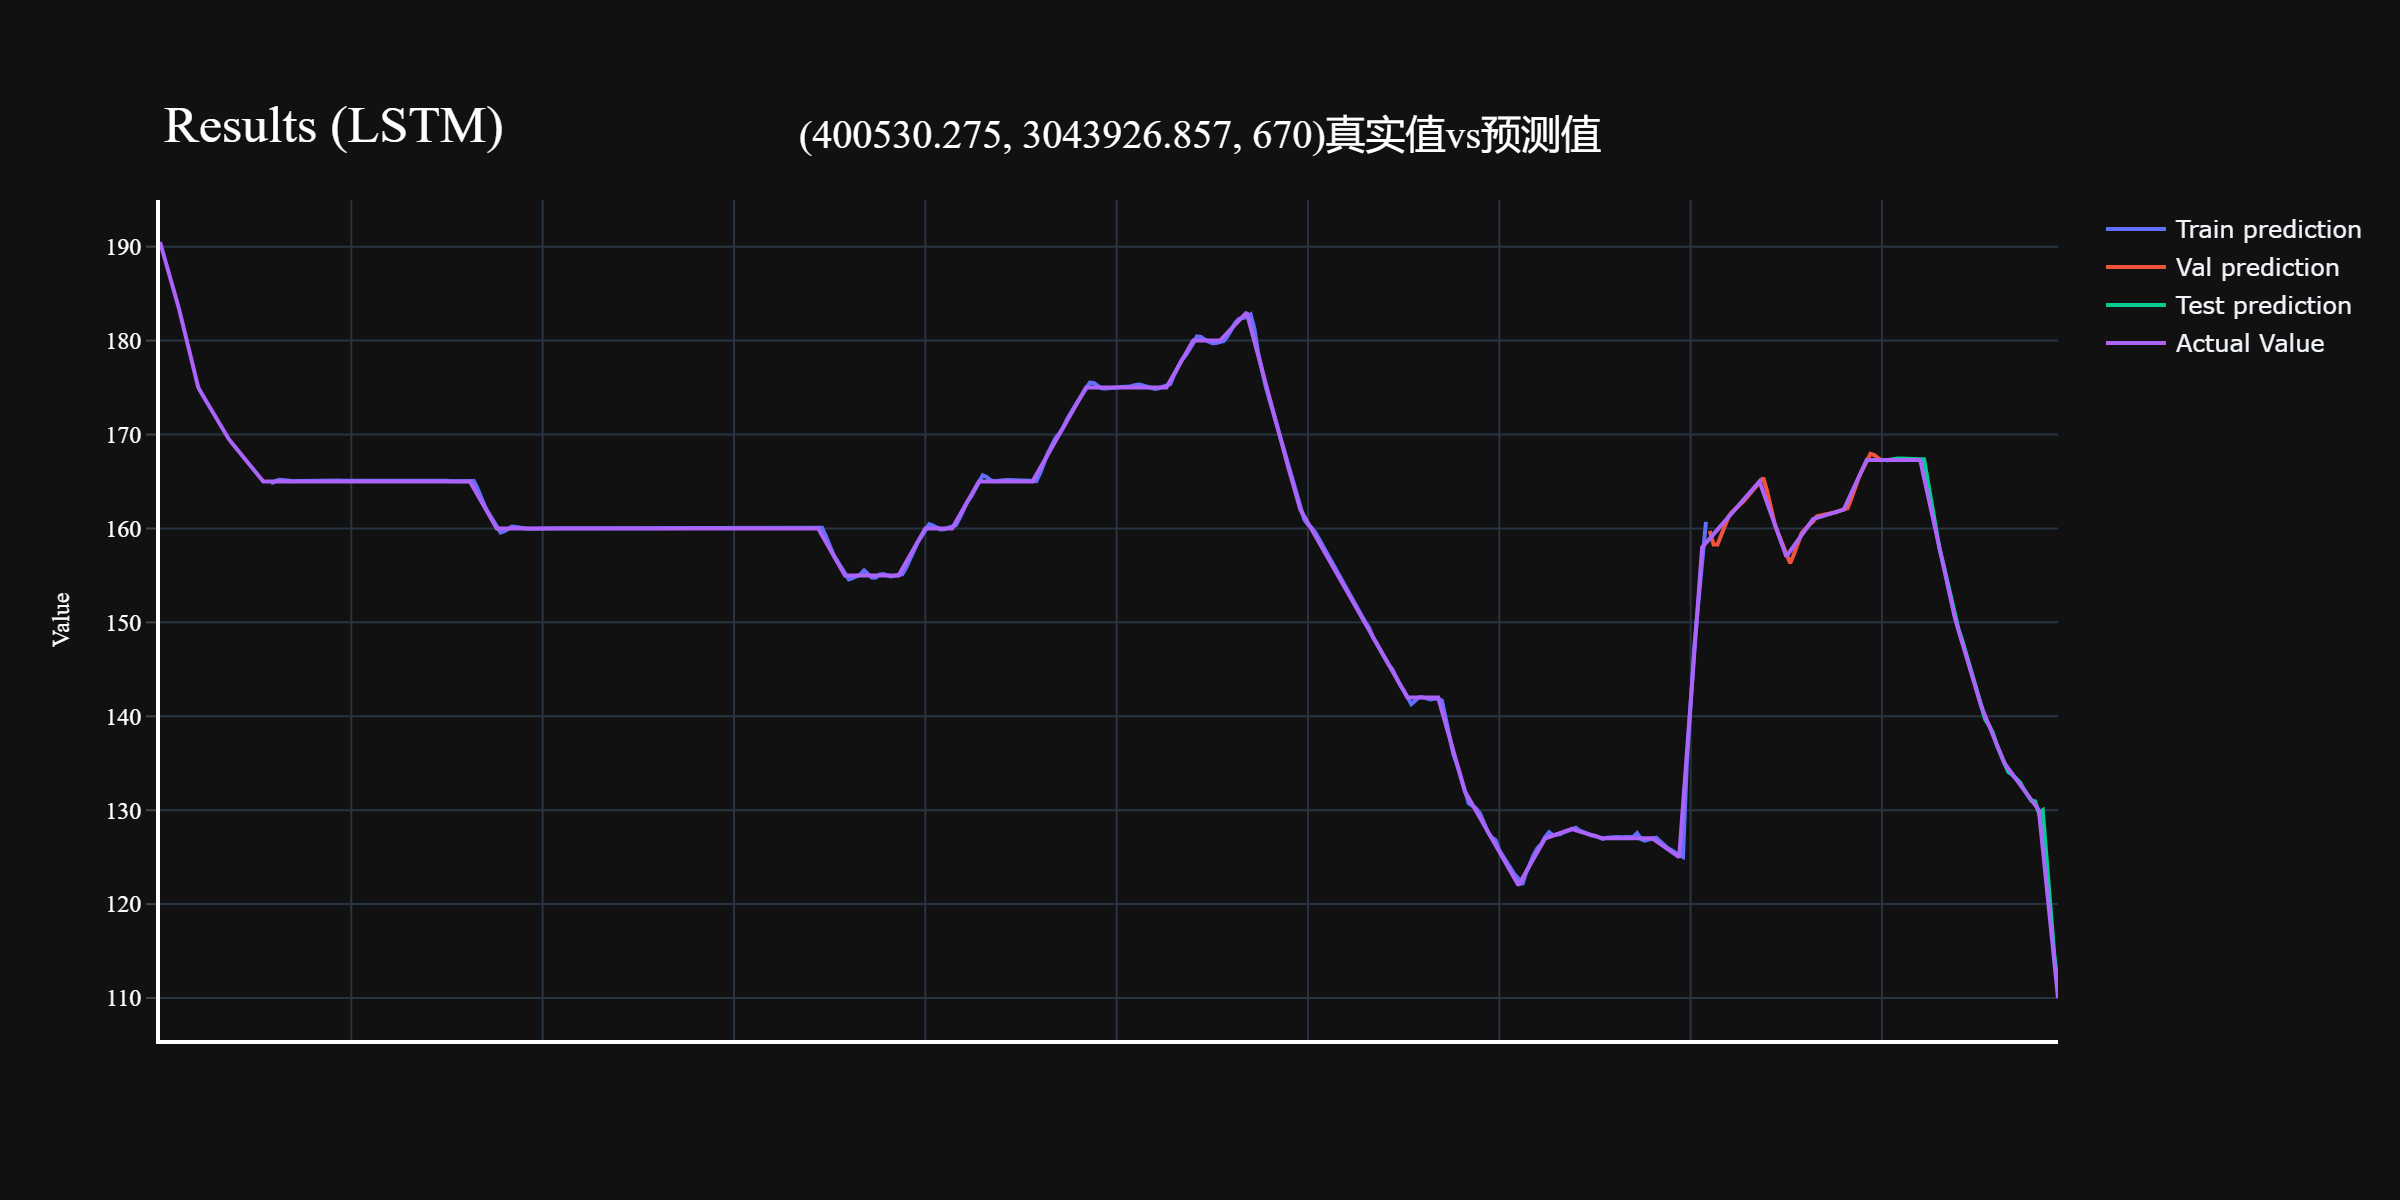 Results (LSTM)
(400530.275, 3043926.857, 670)真实值vs预测值
Train prediction
Val prediction
Test prediction
Actual Value
190
180
170
160
150
140
130
120
110
Value